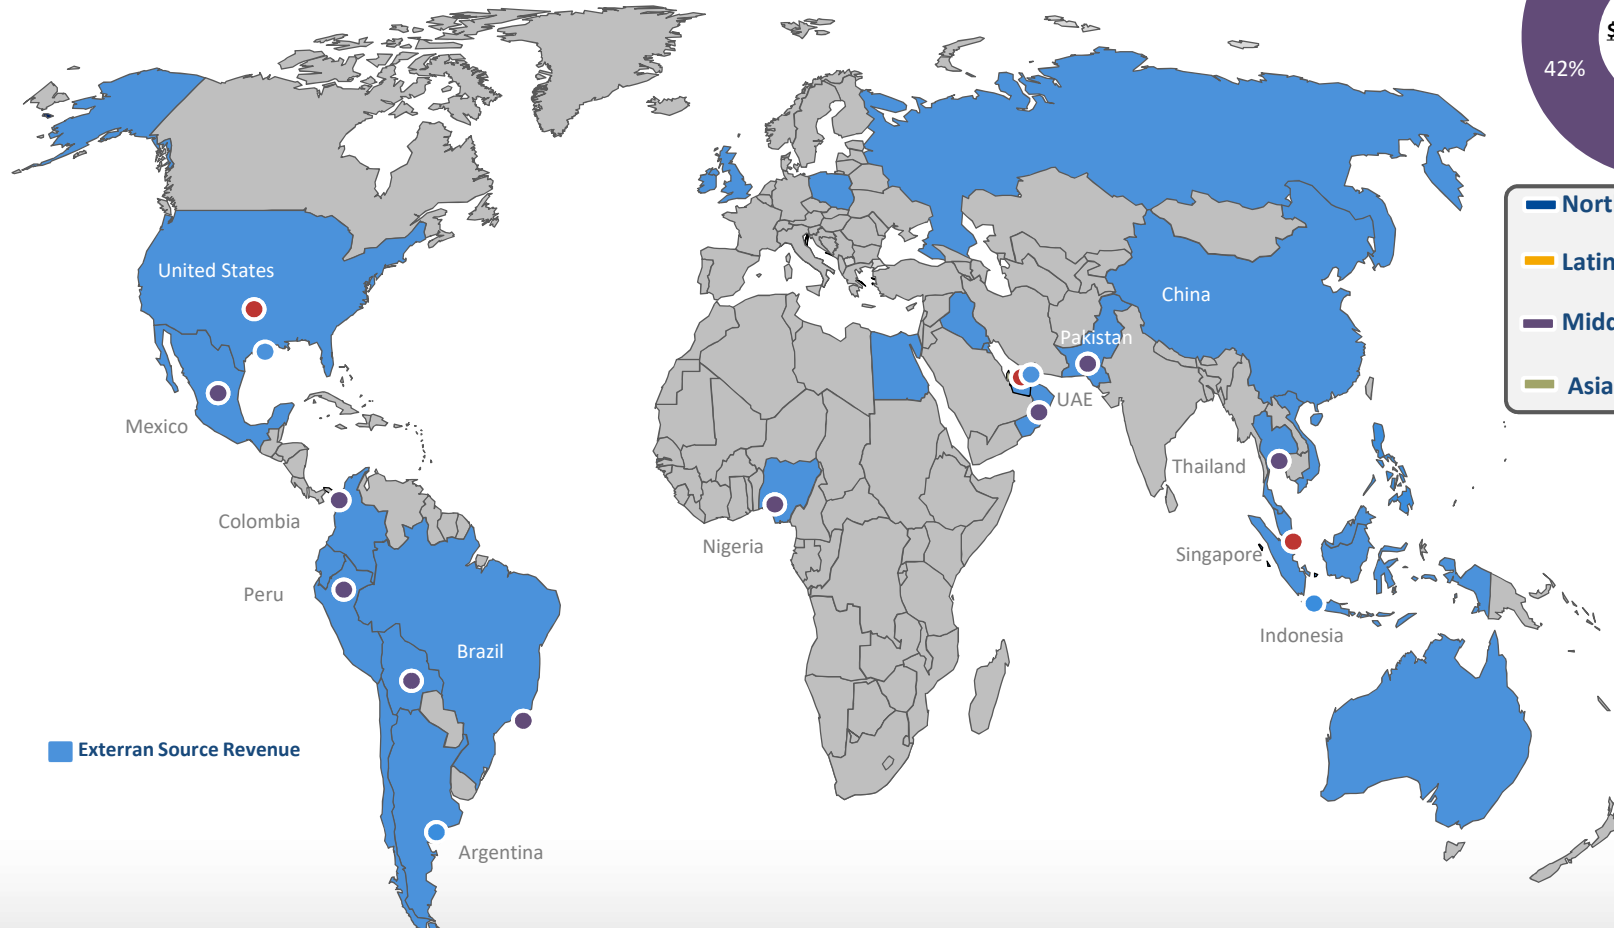 $
42%
Nort
Latin
Midd
Asia
United States
China
Pakistan
UAE
Mexico
Thailand
Colombia
Nigeria
Singapore
Peru
Indonesia
Brazil
Exterran Source Revenue
Argentina